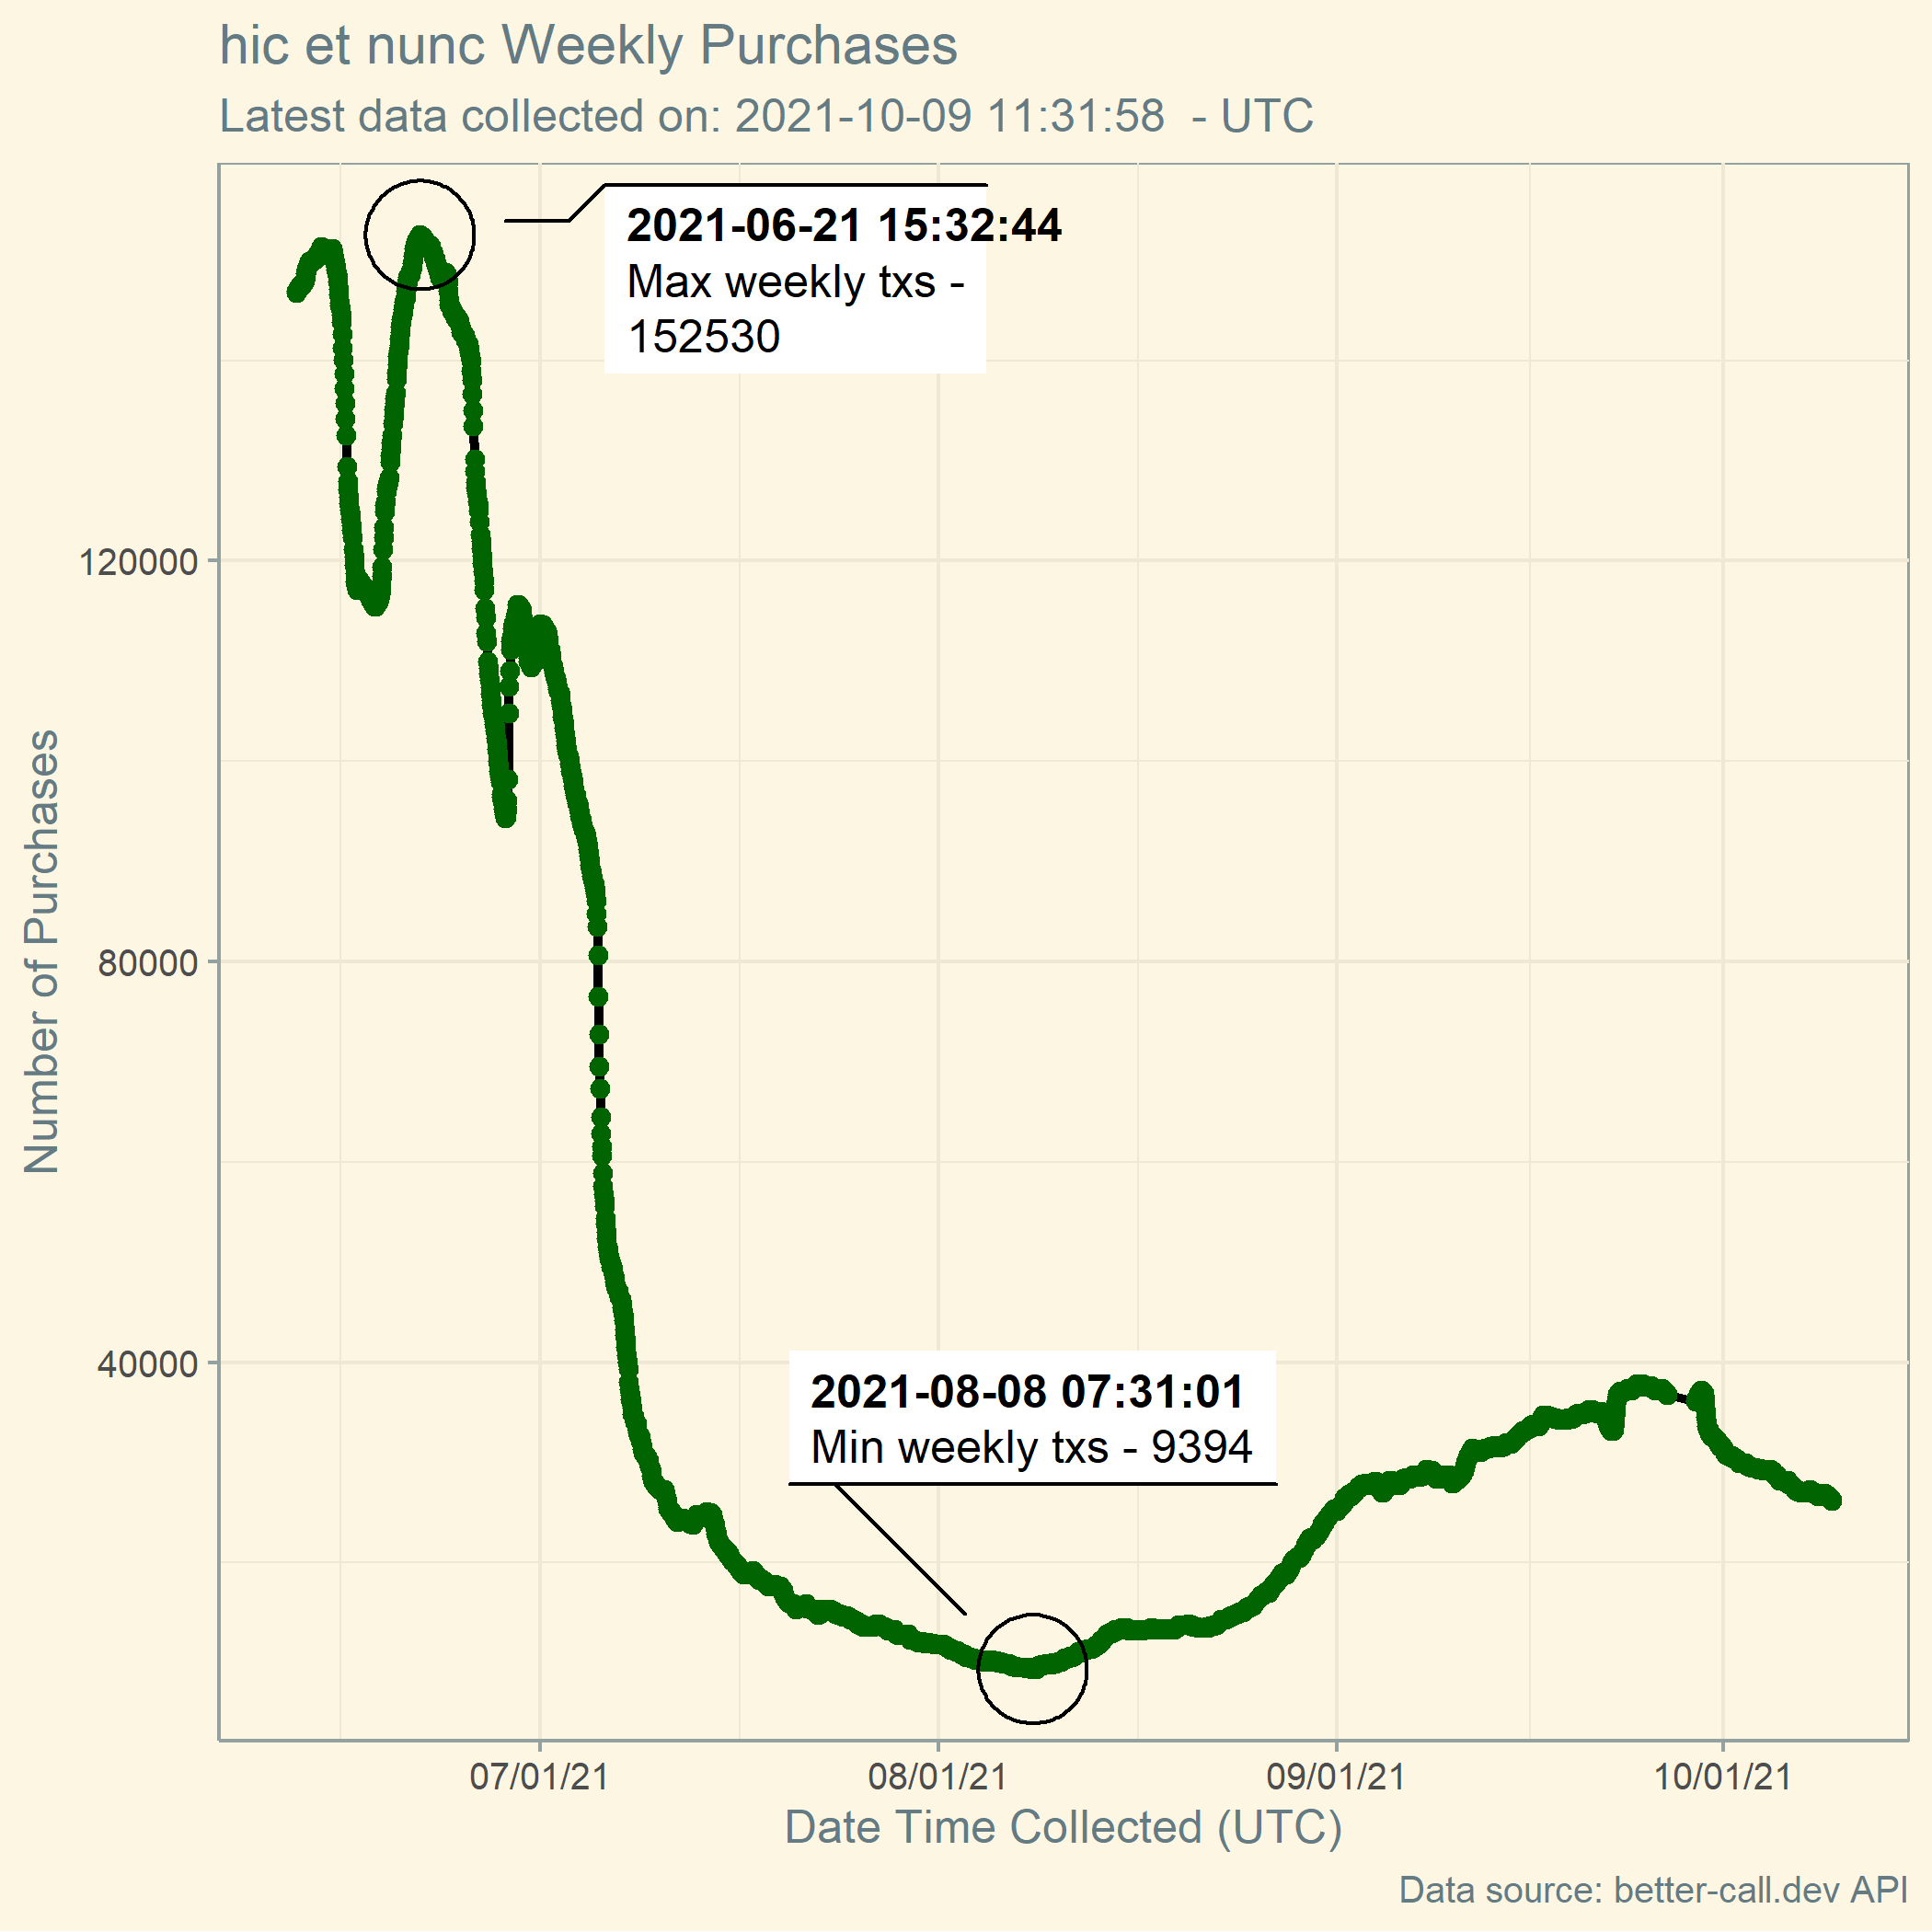 hic et nunc Weekly Purchases
Latest data collected on: 2021-10-09 11:31:58  - UTC
2021-06-21 15:32:44
Max weekly txs -
152530
120000
80000
40000
Number of Purchases
2021-08-08 07:31:01
Min weekly txs - 9394
07/01/21
08/01/21
09/01/21
10/01/21
Date Time Collected (UTC)
Data source: better-call.dev API